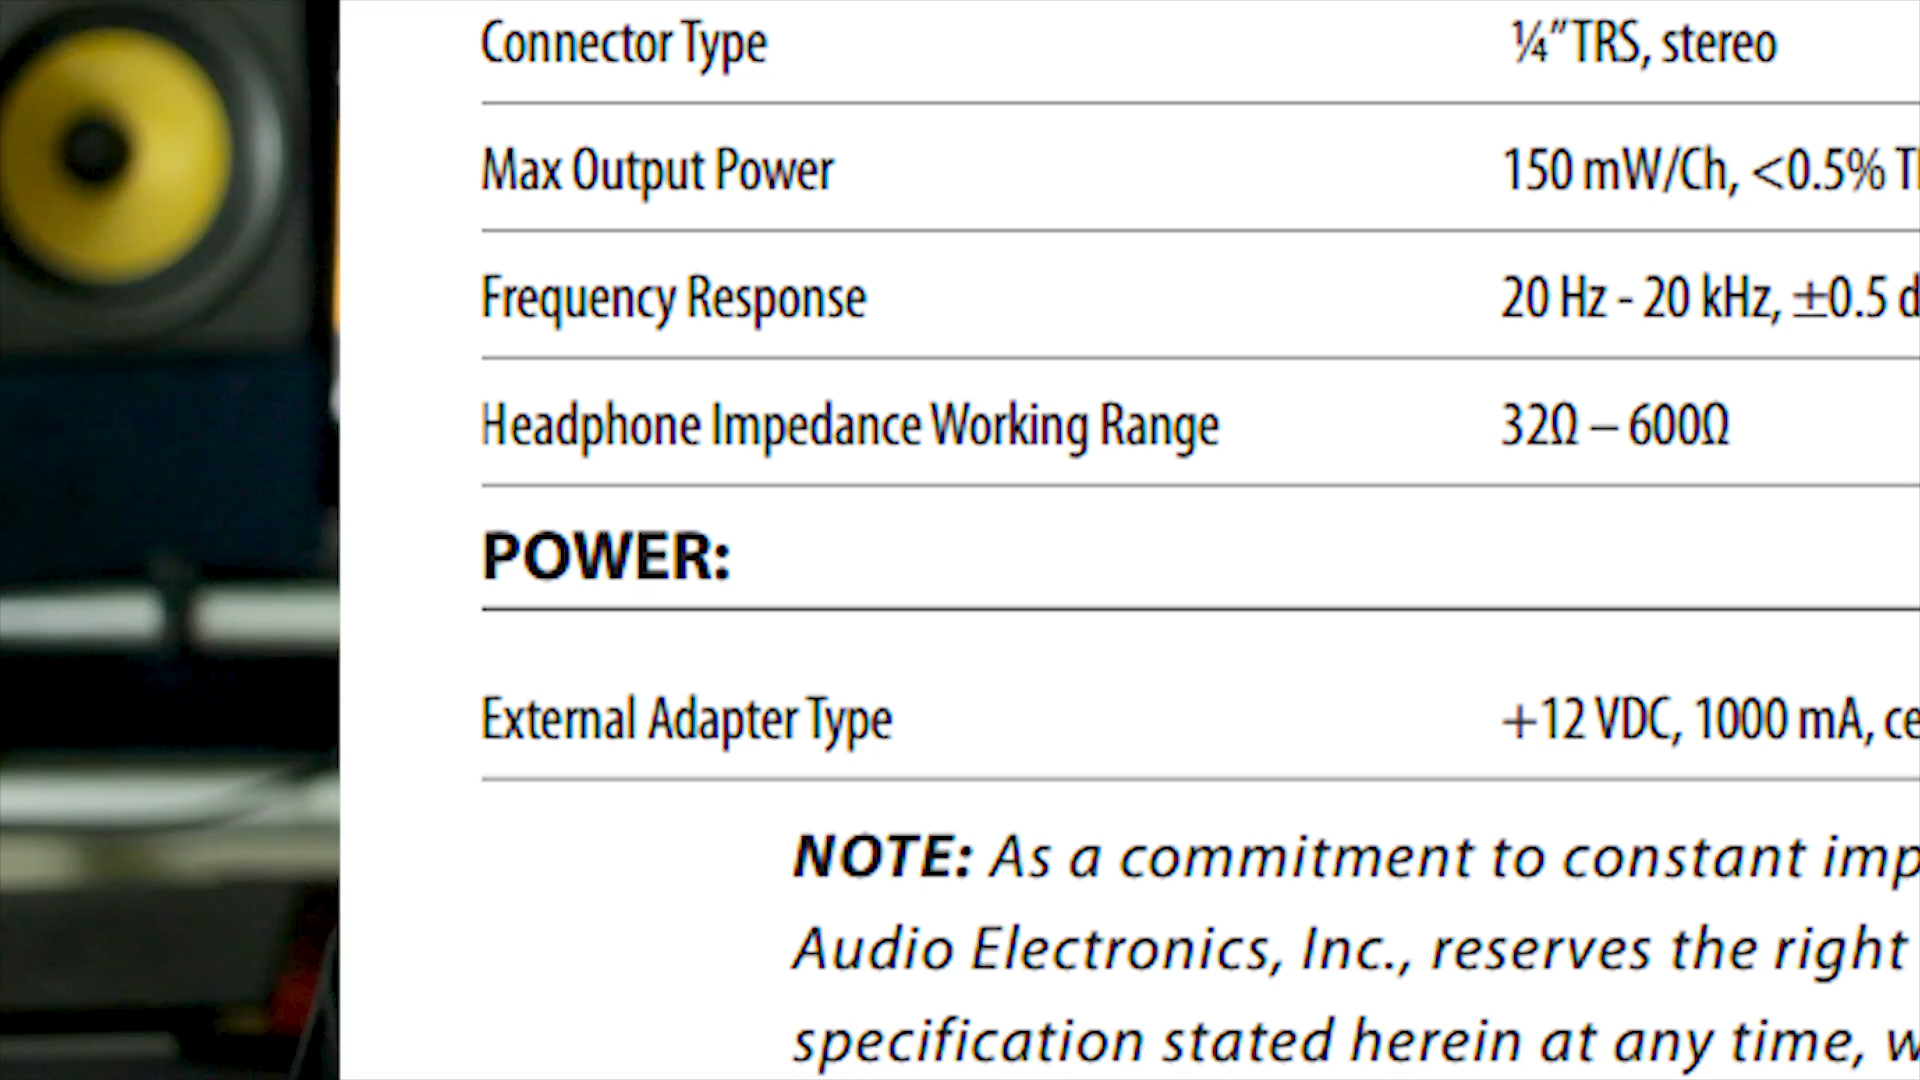 Connector Type ¼” TRS, stereo
Max Output Power 150 mW/Ch, <0.5%
Frequency Response 20 Hz - 20 kHz, ±0.5
Headphone Impedance Working Range 32Ω – 600Ω
POWER:
External Adapter Type +12 VDC, 1000 mA,
NOTE: As a commitment to constant
Audio Electronics, Inc., reserves the right
specification stated herein at any time,